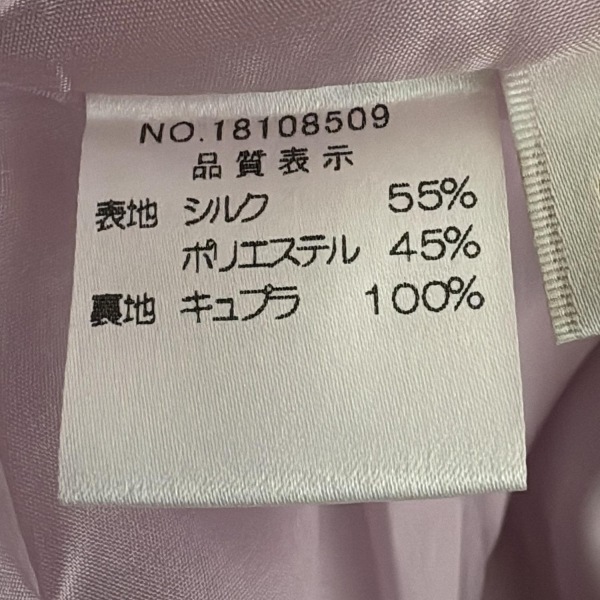 NO.18108509
品質表示
表地 シルク 55%
ポリエステル 45%
裏地 キュプラ 100%